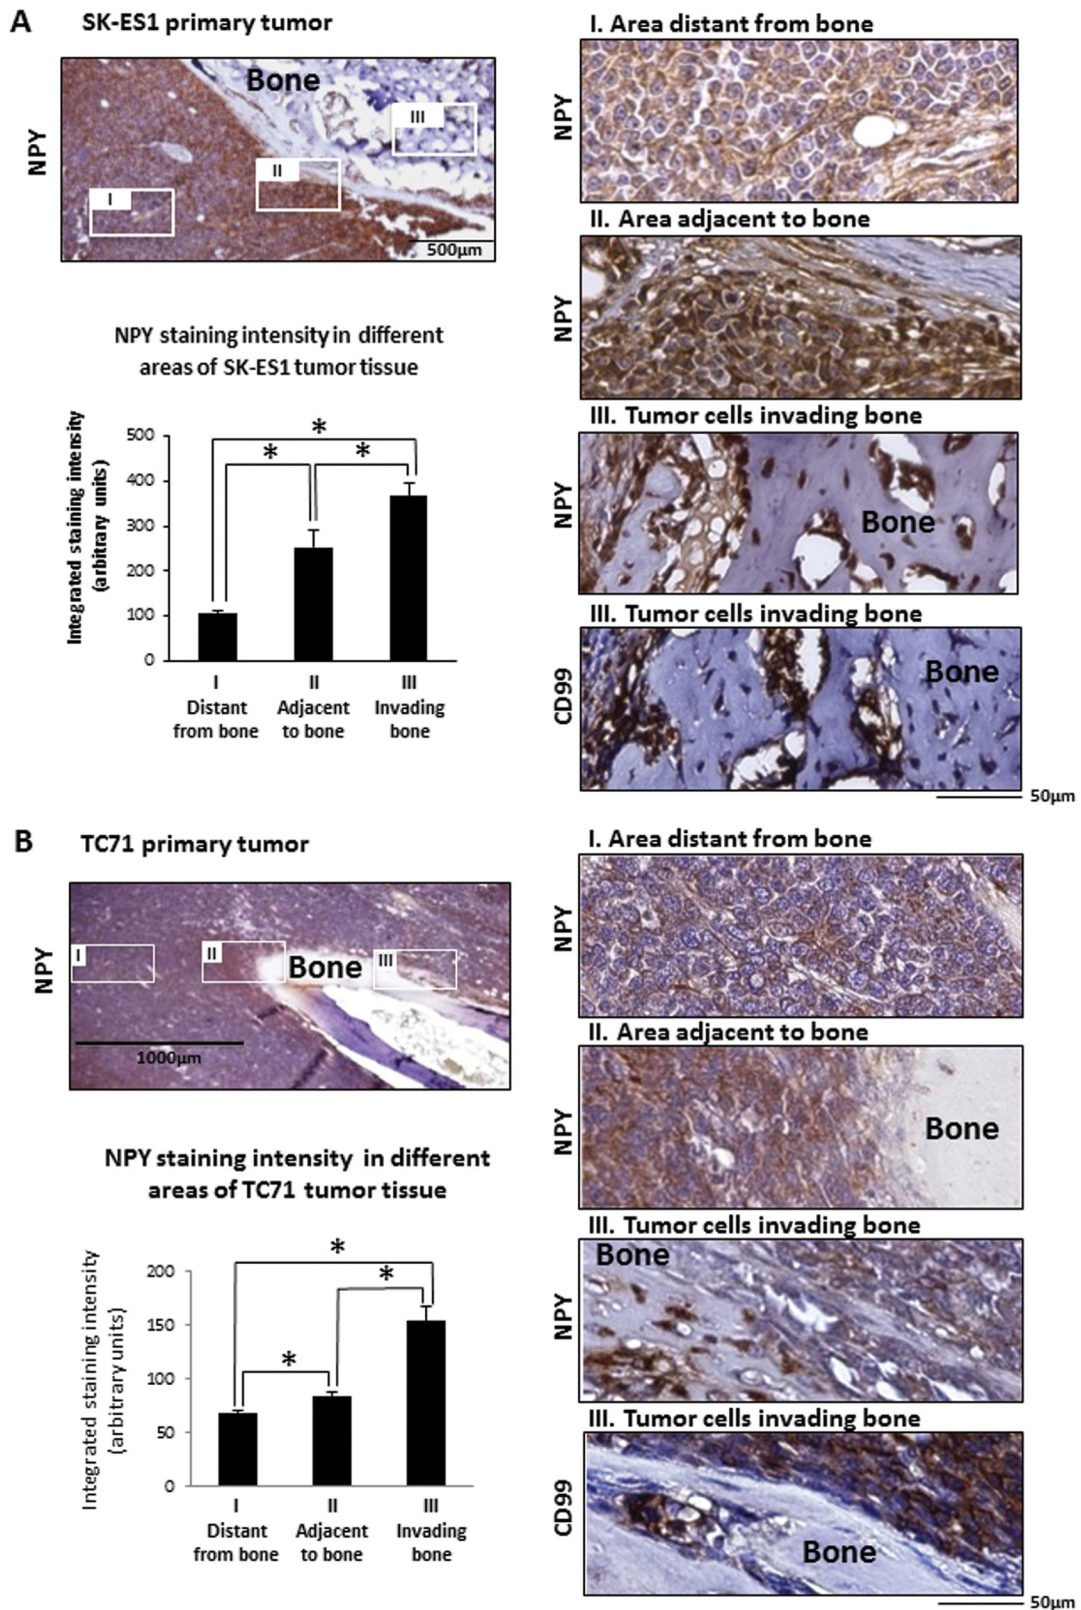 A
SK-ES1 primary tumor
NPY
Bone
I
II
III
500µm
NPY staining intensity in different
areas of SK-ES1 tumor tissue
Integrated staining intensity
(arbitrary units)
500
400
300
200
100
0
*
*
*
I
II
III
Distant
from bone
Adjacent
to bone
Invading
bone
I. Area distant from bone
NPY
II. Area adjacent to bone
NPY
III. Tumor cells invading bone
NPY
Bone
III. Tumor cells invading bone
CD99
Bone
50µm
B
TC71 primary tumor
NPY
I
II
Bone
III
1000µm
NPY staining intensity in different
areas of TC71 tumor tissue
Integrated staining intensity
(arbitrary units)
200
150
100
50
0
*
*
*
I
II
III
Distant
from bone
Adjacent
to bone
Invading
bone
I. Area distant from bone
NPY
II. Area adjacent to bone
NPY
Bone
III. Tumor cells invading bone
NPY
Bone
III. Tumor cells invading bone
CD99
Bone
50µm